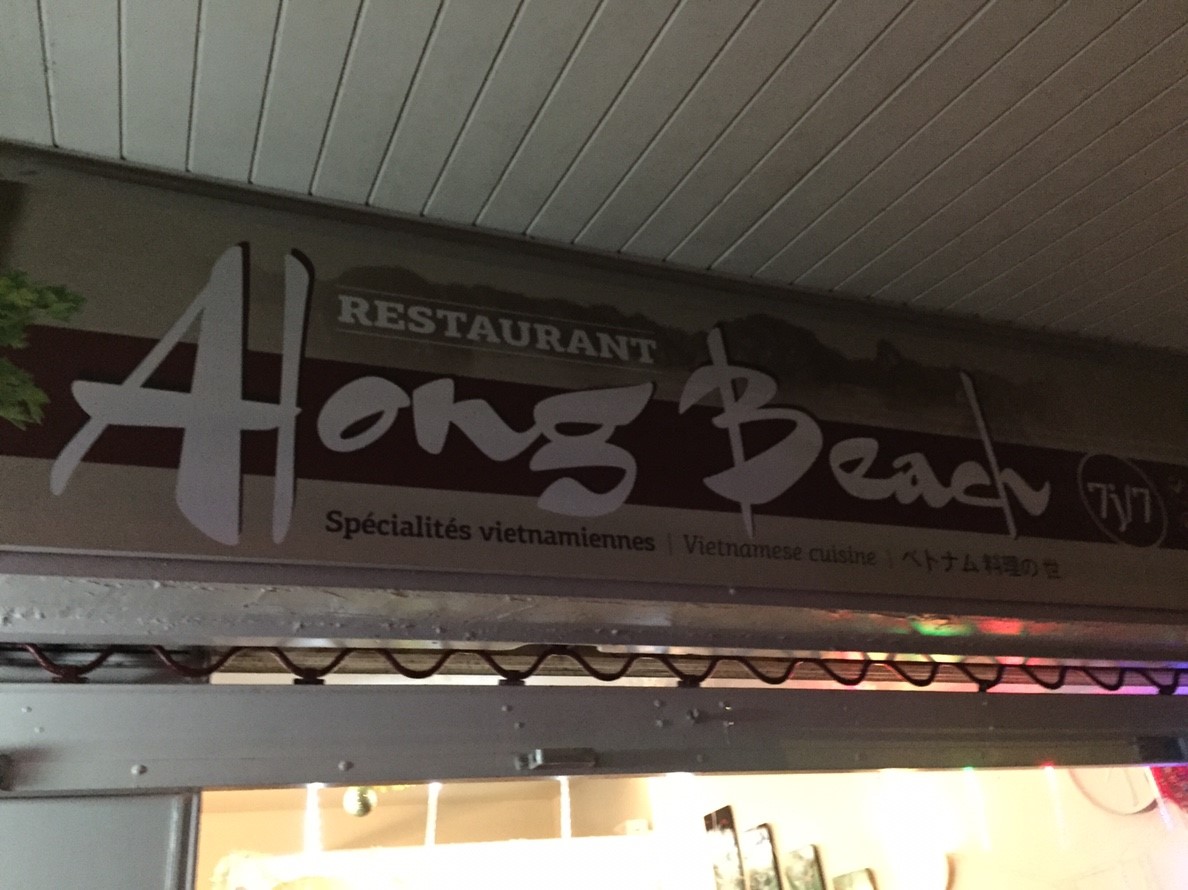 RESTAURANT
Along Beach
7j/7
Spécialités vietnamiennes | Vietnamese cuisine | ベトナム料理の世